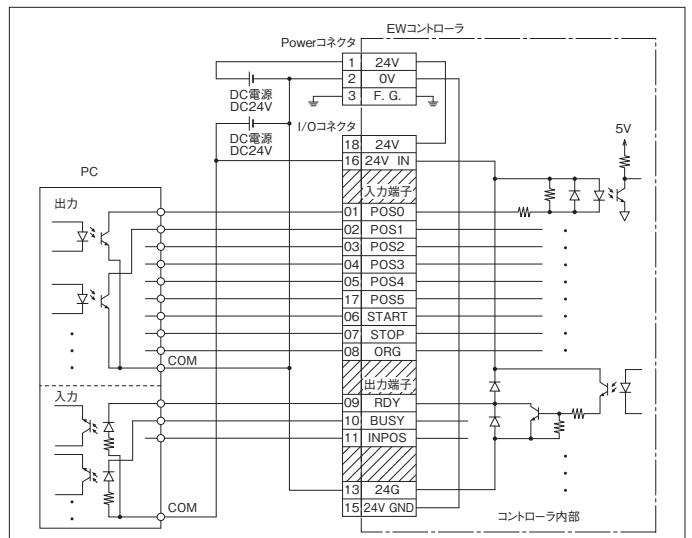 EWコントローラ
Powerコネクタ
1 24V
2 0V
3 F. G.
DC電源
DC24V
DC電源
DC24V
I/Oコネクタ
18 24V
16 24V IN
入力端子
5V
PC
出力
01 POS0
02 POS1
03 POS2
04 POS3
05 POS4
17 POS5
06 START
07 STOP
08 ORG
COM
出力端子
入力
09 RDY
10 BUSY
11 INPOS
13 24G
15 24V GND
COM
コントローラ内部